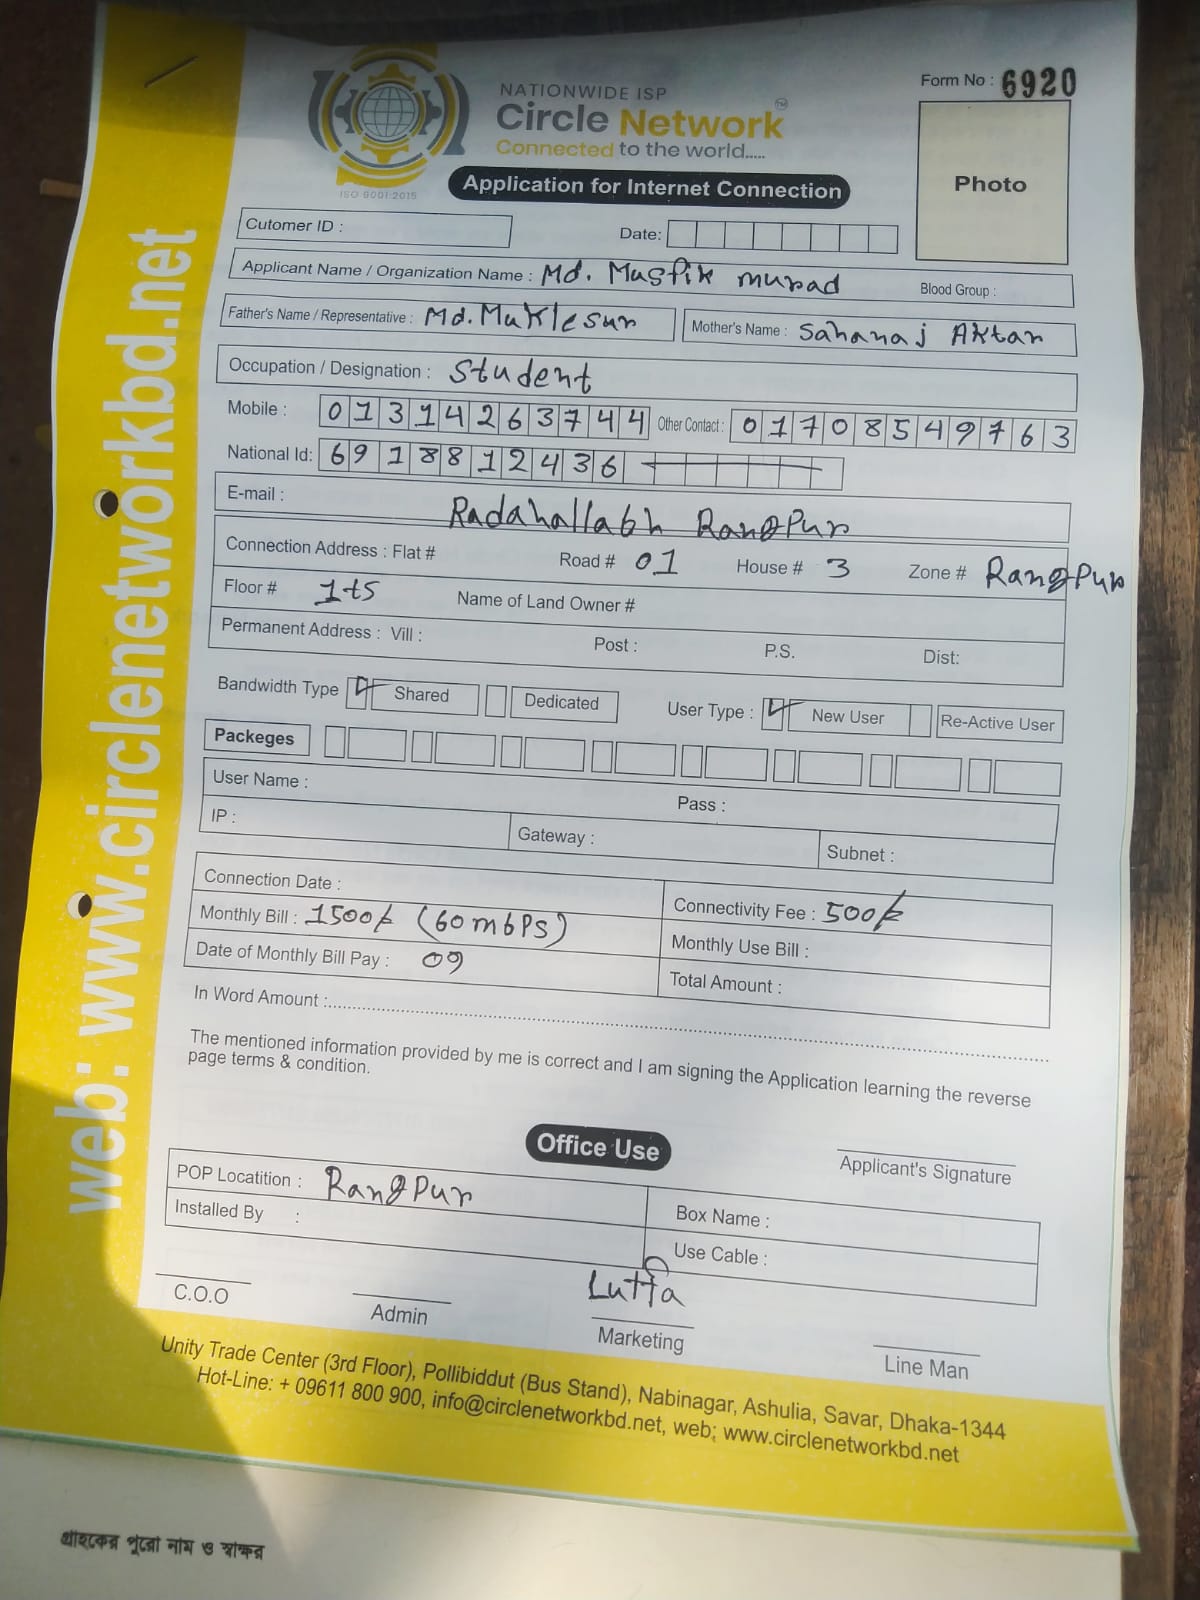 NATIONWIDE ISP
Circle Network™
Connected to the world.....
ISO 9001:2015
Form No : 6920
Photo
Application for Internet Connection
Cutomer ID :
Date:
Applicant Name / Organization Name : Md. Musfik murad
Blood Group :
Father's Name / Representative : Md. Muklesur
Mother's Name : Sahanaj Aktar
Occupation / Designation : Student
Mobile : 01314263744 Other Contact : 01708549763
National Id: 6918812436
E-mail :
Radahallabh Rangpur
Connection Address : Flat # Road # 01 House # 3 Zone # Rangpur
Floor # 1ts Name of Land Owner #
Permanent Address : Vill : Post : P.S. Dist:
Bandwidth Type Shared Dedicated User Type : New User Re-Active User
Packeges
User Name : Pass :
IP : Gateway : Subnet :
Connection Date :
Connectivity Fee : 500/-
Monthly Bill : 1500/- (60mbPS)
Monthly Use Bill :
Date of Monthly Bill Pay : 09
Total Amount :
In Word Amount :
The mentioned information provided by me is correct and I am signing the Application learning the reverse
page terms & condition.
Office Use
Applicant's Signature
POP Locatition : Rangpur
Box Name :
Installed By :
Use Cable :
Lutfa
C.O.O Admin Marketing Line Man
Unity Trade Center (3rd Floor), Pollibiddut (Bus Stand), Nabinagar, Ashulia, Savar, Dhaka-1344
Hot-Line: + 09611 800 900, info@circlenetworkbd.net, web; www.circlenetworkbd.net
web: www.circlenetworkbd.net
গ্রাহকের পুরো নাম ও স্বাক্ষর